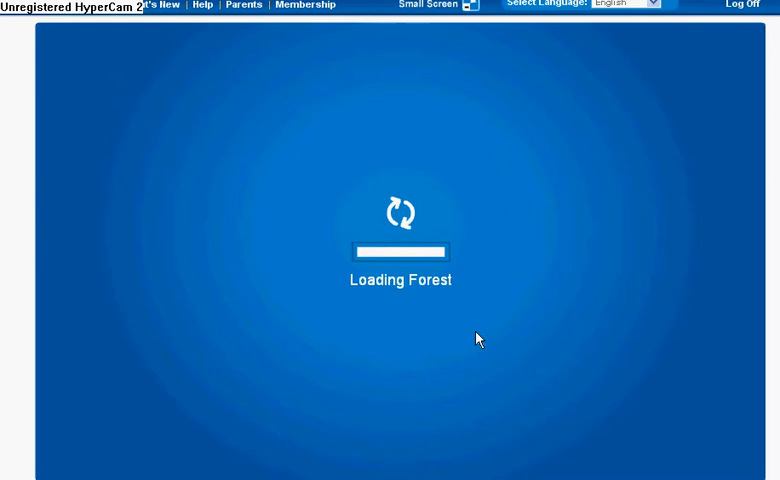 Unregistered HyperCam 2
t's New | Help | Parents | Membership
Small Screen
Select Language: English
Log Off
Loading Forest